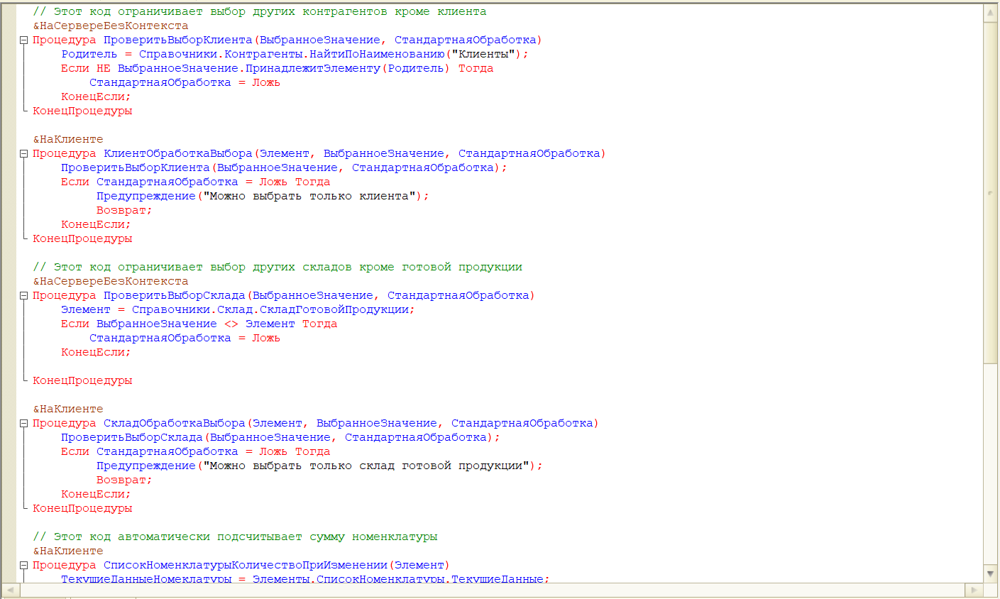 // Этот код ограничивает выбор других контрагентов кроме клиента
&НаСервереБезКонтекста
Процедура ПроверитьВыборКлиента(ВыбранноеЗначение, СтандартнаяОбработка)
Родитель = Справочники.Контрагенты.НайтиПоНаименованию("Клиенты");
Если НЕ ВыбранноеЗначение.ПринадлежитЭлементу(Родитель) Тогда
СтандартнаяОбработка = Ложь
КонецЕсли;
КонецПроцедуры
&НаКлиенте
Процедура КлиентОбработкаВыбора(Элемент, ВыбранноеЗначение, СтандартнаяОбработка)
ПроверитьВыборКлиента(ВыбранноеЗначение, СтандартнаяОбработка);
Если СтандартнаяОбработка = Ложь Тогда
Предупреждение("Можно выбрать только клиента");
Возврат;
КонецЕсли;
КонецПроцедуры
// Этот код ограничивает выбор других складов кроме готовой продукции
&НаСервереБезКонтекста
Процедура ПроверитьВыборСклада(ВыбранноеЗначение, СтандартнаяОбработка)
Элемент = Справочники.Склад.СкладГотовойПродукции;
Если ВыбранноеЗначение <> Элемент Тогда
СтандартнаяОбработка = Ложь
КонецЕсли;
КонецПроцедуры
&НаКлиенте
Процедура СкладОбработкаВыбора(Элемент, ВыбранноеЗначение, СтандартнаяОбработка)
ПроверитьВыборСклада(ВыбранноеЗначение, СтандартнаяОбработка);
Если СтандартнаяОбработка = Ложь Тогда
Предупреждение("Можно выбрать только склад готовой продукции");
Возврат;
КонецЕсли;
КонецПроцедуры
// Этот код автоматически подсчитывает сумму номенклатуры
&НаКлиенте
Процедура СписокНоменклатурыКоличествоПриИзменении(Элемент)
ТекущиеДанныеНомеклатуры = Элементы.СписокНоменклатуры.ТекущиеДанные;